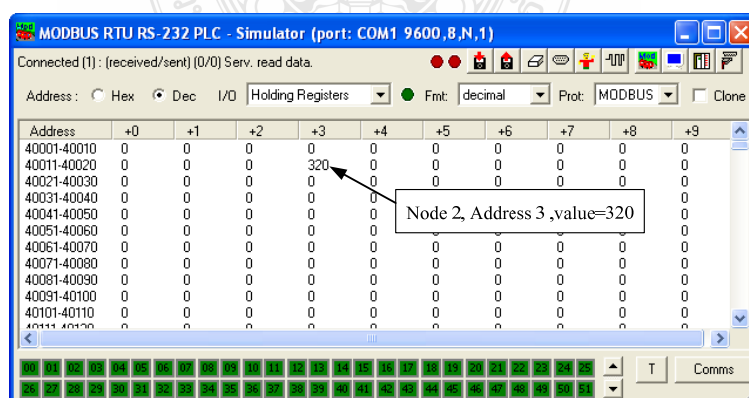 MODBUS RTU RS-232 PLC - Simulator (port: COM1 9600,8,N,1)
Connected (1) : (received/sent) (0/0) Serv. read data.
Address : Hex Dec I/O Holding Registers Fmt: decimal Prot: MODBUS Clone
Address +0 +1 +2 +3 +4 +5 +6 +7 +8 +9
40001-40010 0 0 0 0 0 0 0 0 0 0
40011-40020 0 0 0 320 0 0 0 0 0 0
40021-40030 0 0 0 0 0 0 0 0 0 0
40031-40040 0 0 0 0 0 0
Node 2, Address 3 ,value=320
40041-40050 0 0 0 0 0
40051-40060 0 0 0 0 0
40061-40070 0 0 0 0 0 0 0 0 0 0
40071-40080 0 0 0 0 0 0 0 0 0 0
40081-40090 0 0 0 0 0 0 0 0 0 0
40091-40100 0 0 0 0 0 0 0 0 0 0
40101-40110 0 0 0 0 0 0 0 0 0 0
40111-40120 0 0 0 0 0 0 0 0 0 0
00 01 02 03 04 05 06 07 08 09 10 11 12 13 14 15 16 17 18 19 20 21 22 23 24 25 T Comms
26 27 28 29 30 31 32 33 34 35 36 37 38 39 40 41 42 43 44 45 46 47 48 49 50 51